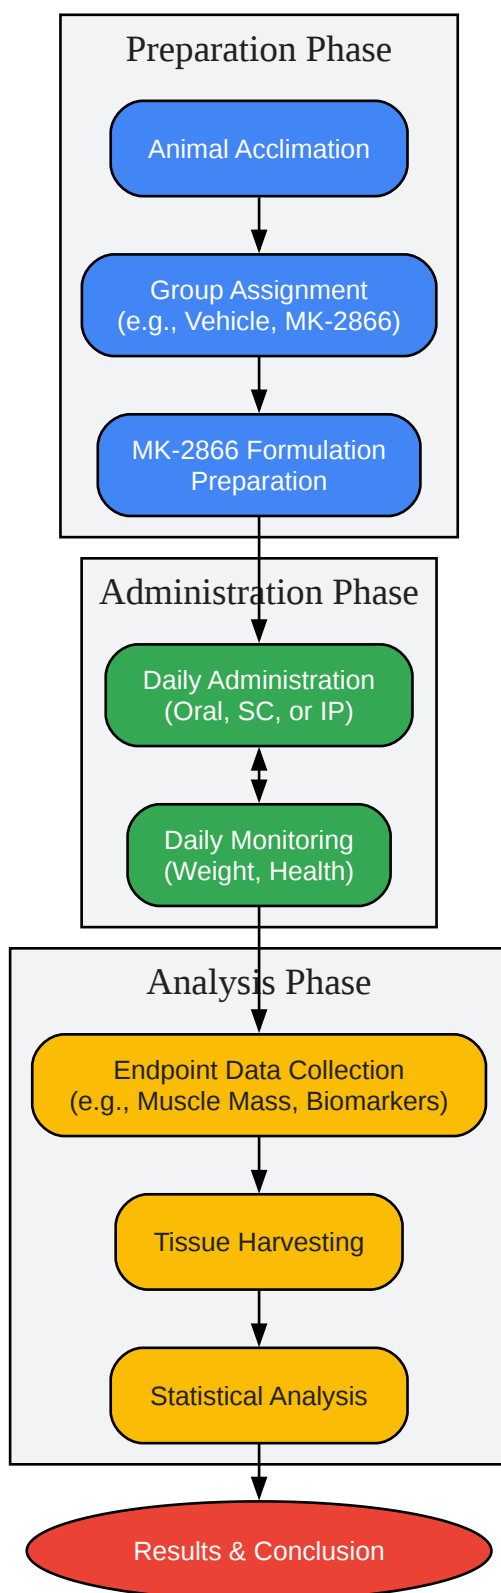 Preparation Phase
Animal Acclimation
Group Assignment
(e.g., Vehicle, MK-2866)
MK-2866 Formulation
Preparation
Administration Phase
Daily Administration
(Oral, SC, or IP)
Daily Monitoring
(Weight, Health)
Analysis Phase
Endpoint Data Collection
(e.g., Muscle Mass, Biomarkers)
Tissue Harvesting
Statistical Analysis
Results & Conclusion